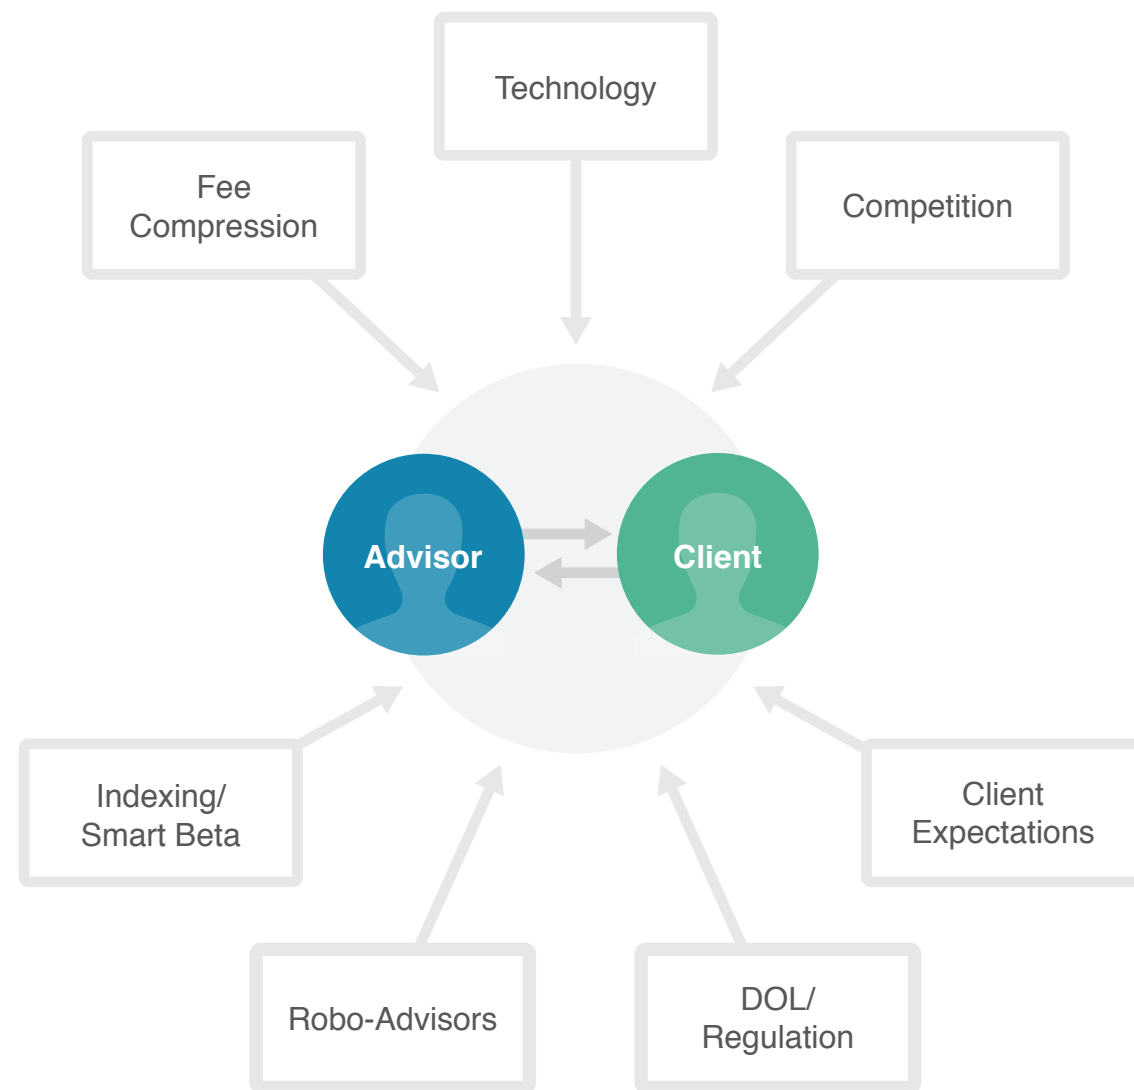 Technology
Fee
Compression
Competition
Advisor
Client
Indexing/
Smart Beta
Client
Expectations
Robo-Advisors
DOL/
Regulation